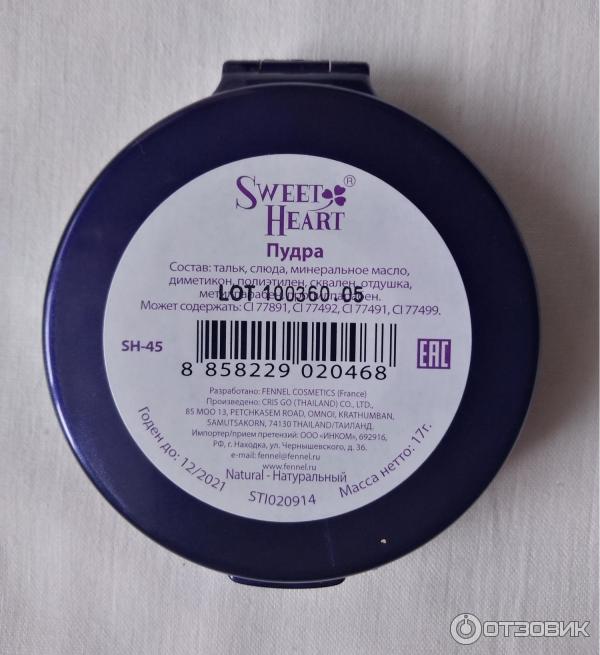 SWEET ®
HEART
Пудра
Состав: тальк, слюда, минеральное масло,
диметикон, полиэтилен, сквален, отдушка,
LOT 100360 05
Может содержать: CI 77891, CI 77492, CI 77491, CI 77499.
SH-45
EAC
8 858229 020468
Разработано: FENNEL COSMETICS (France)
Произведено: CRIS GO (THAILAND) CO., LTD.,
85 MOO 13, PETCHKASEM ROAD, OMNOI, KRATHUMBAN,
SAMUTSAKORN, 74130 THAILAND/ТАИЛАНД.
Импортер/прием претензий: ООО «ИНКОМ», 692916,
РФ, г. Находка, ул. Чернышевского, д. 36.
e-mail: fennel@fennel.ru
www.fennel.ru
Годен до: 12/2021
Natural - Натуральный
Масса нетто: 17г.
STI020914
ОТЗОВИК